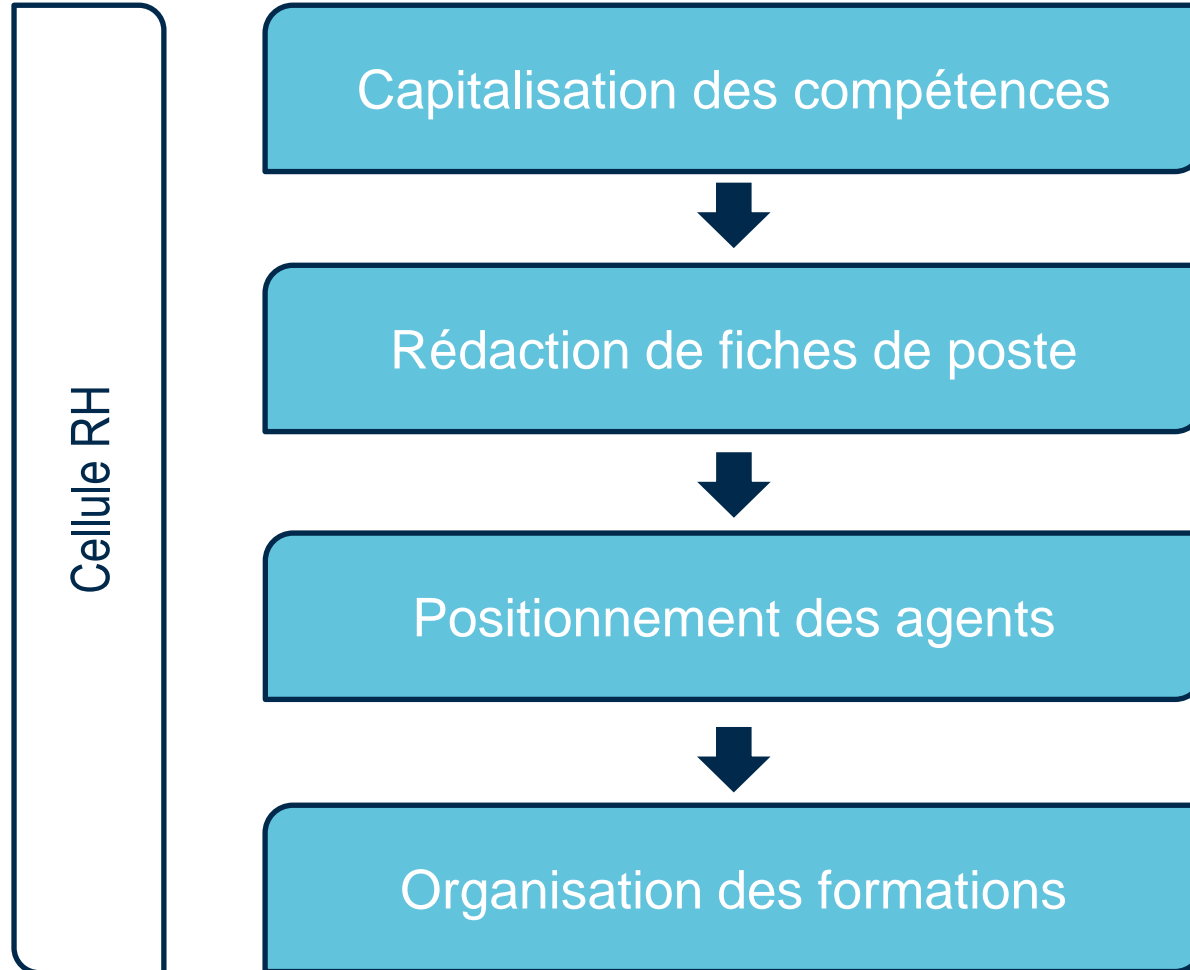 Cellule RH
Capitalisation des compétences
Rédaction de fiches de poste
Positionnement des agents
Organisation des formations